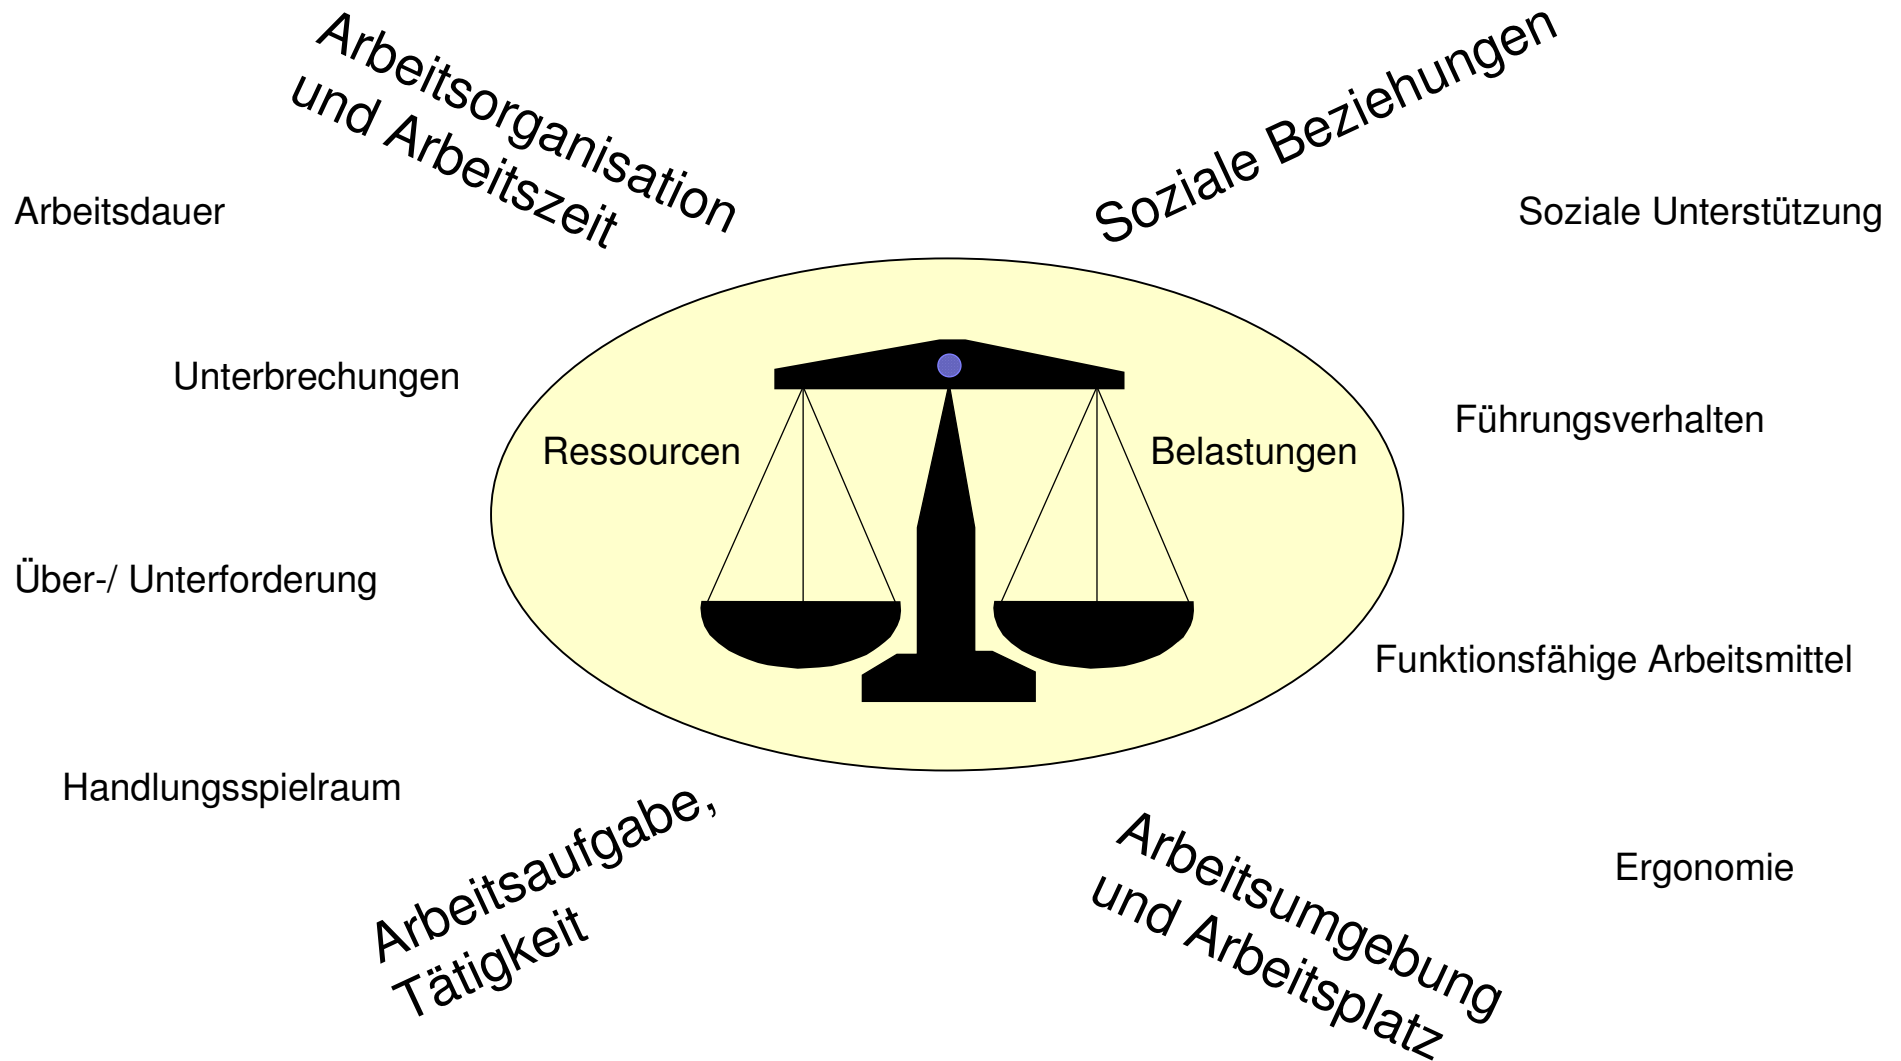 Arbeitsorganisation
und Arbeitszeit
Soziale Beziehungen
Arbeitsdauer
Soziale Unterstützung
Unterbrechungen
Führungsverhalten
Ressourcen
Belastungen
Über-/ Unterforderung
Funktionsfähige Arbeitsmittel
Handlungsspielraum
Ergonomie
Arbeitsaufgabe,
Tätigkeit
Arbeitsumgebung
und Arbeitsplatz